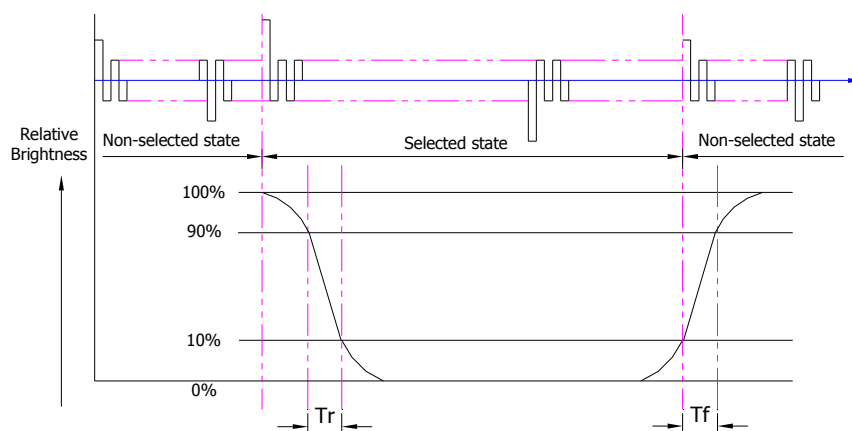 Relative
Brightness
Non-selected state
Selected state
Non-selected state
100%
90%
10%
0%
Tr
Tf